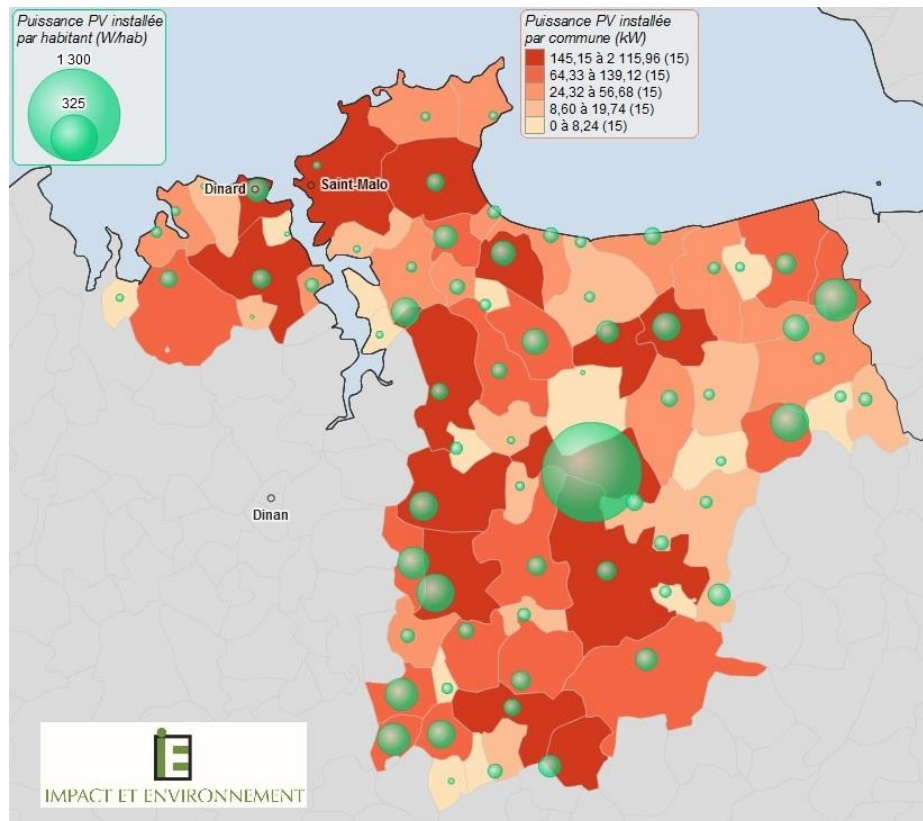 Puissance PV installée
par habitant (W/hab)
1 300
325
Puissance PV installée
par commune (kW)
145,15 à 2 115,96 (15)
64,33 à 139,12 (15)
24,32 à 56,68 (15)
8,60 à 19,74 (15)
0 à 8,24 (15)
Dinard
Saint-Malo
Dinan
iE
IMPACT ET ENVIRONNEMENT